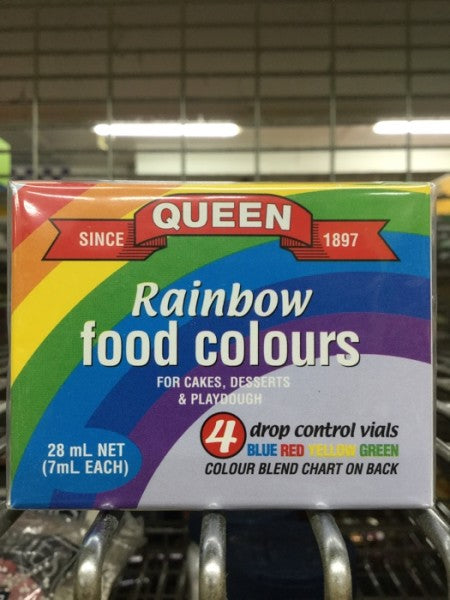 QUEEN
SINCE 1897
Rainbow
food colours
FOR CAKES, DESSERTS
& PLAYDOUGH
4 drop control vials
BLUE RED YELLOW GREEN
COLOUR BLEND CHART ON BACK
28 mL NET
(7mL EACH)